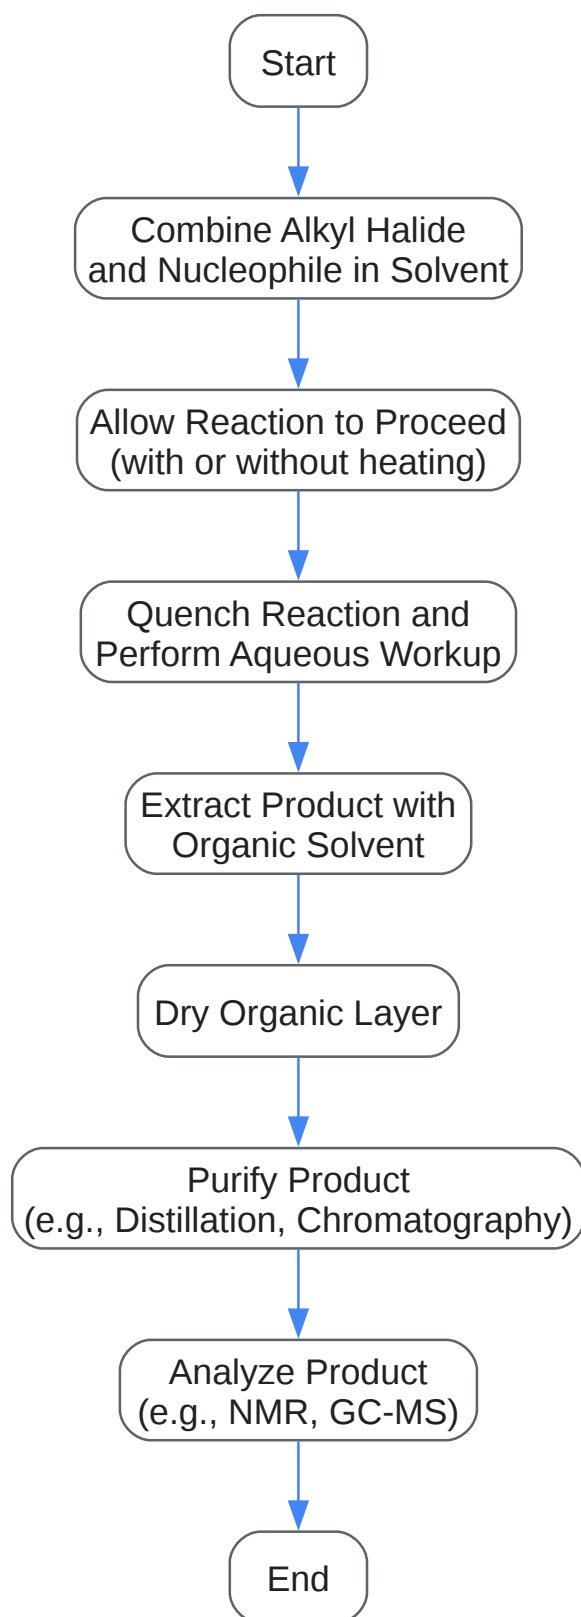 Start
Combine Alkyl Halide
and Nucleophile in Solvent
Allow Reaction to Proceed
(with or without heating)
Quench Reaction and
Perform Aqueous Workup
Extract Product with
Organic Solvent
Dry Organic Layer
Purify Product
(e.g., Distillation, Chromatography)
Analyze Product
(e.g., NMR, GC-MS)
End